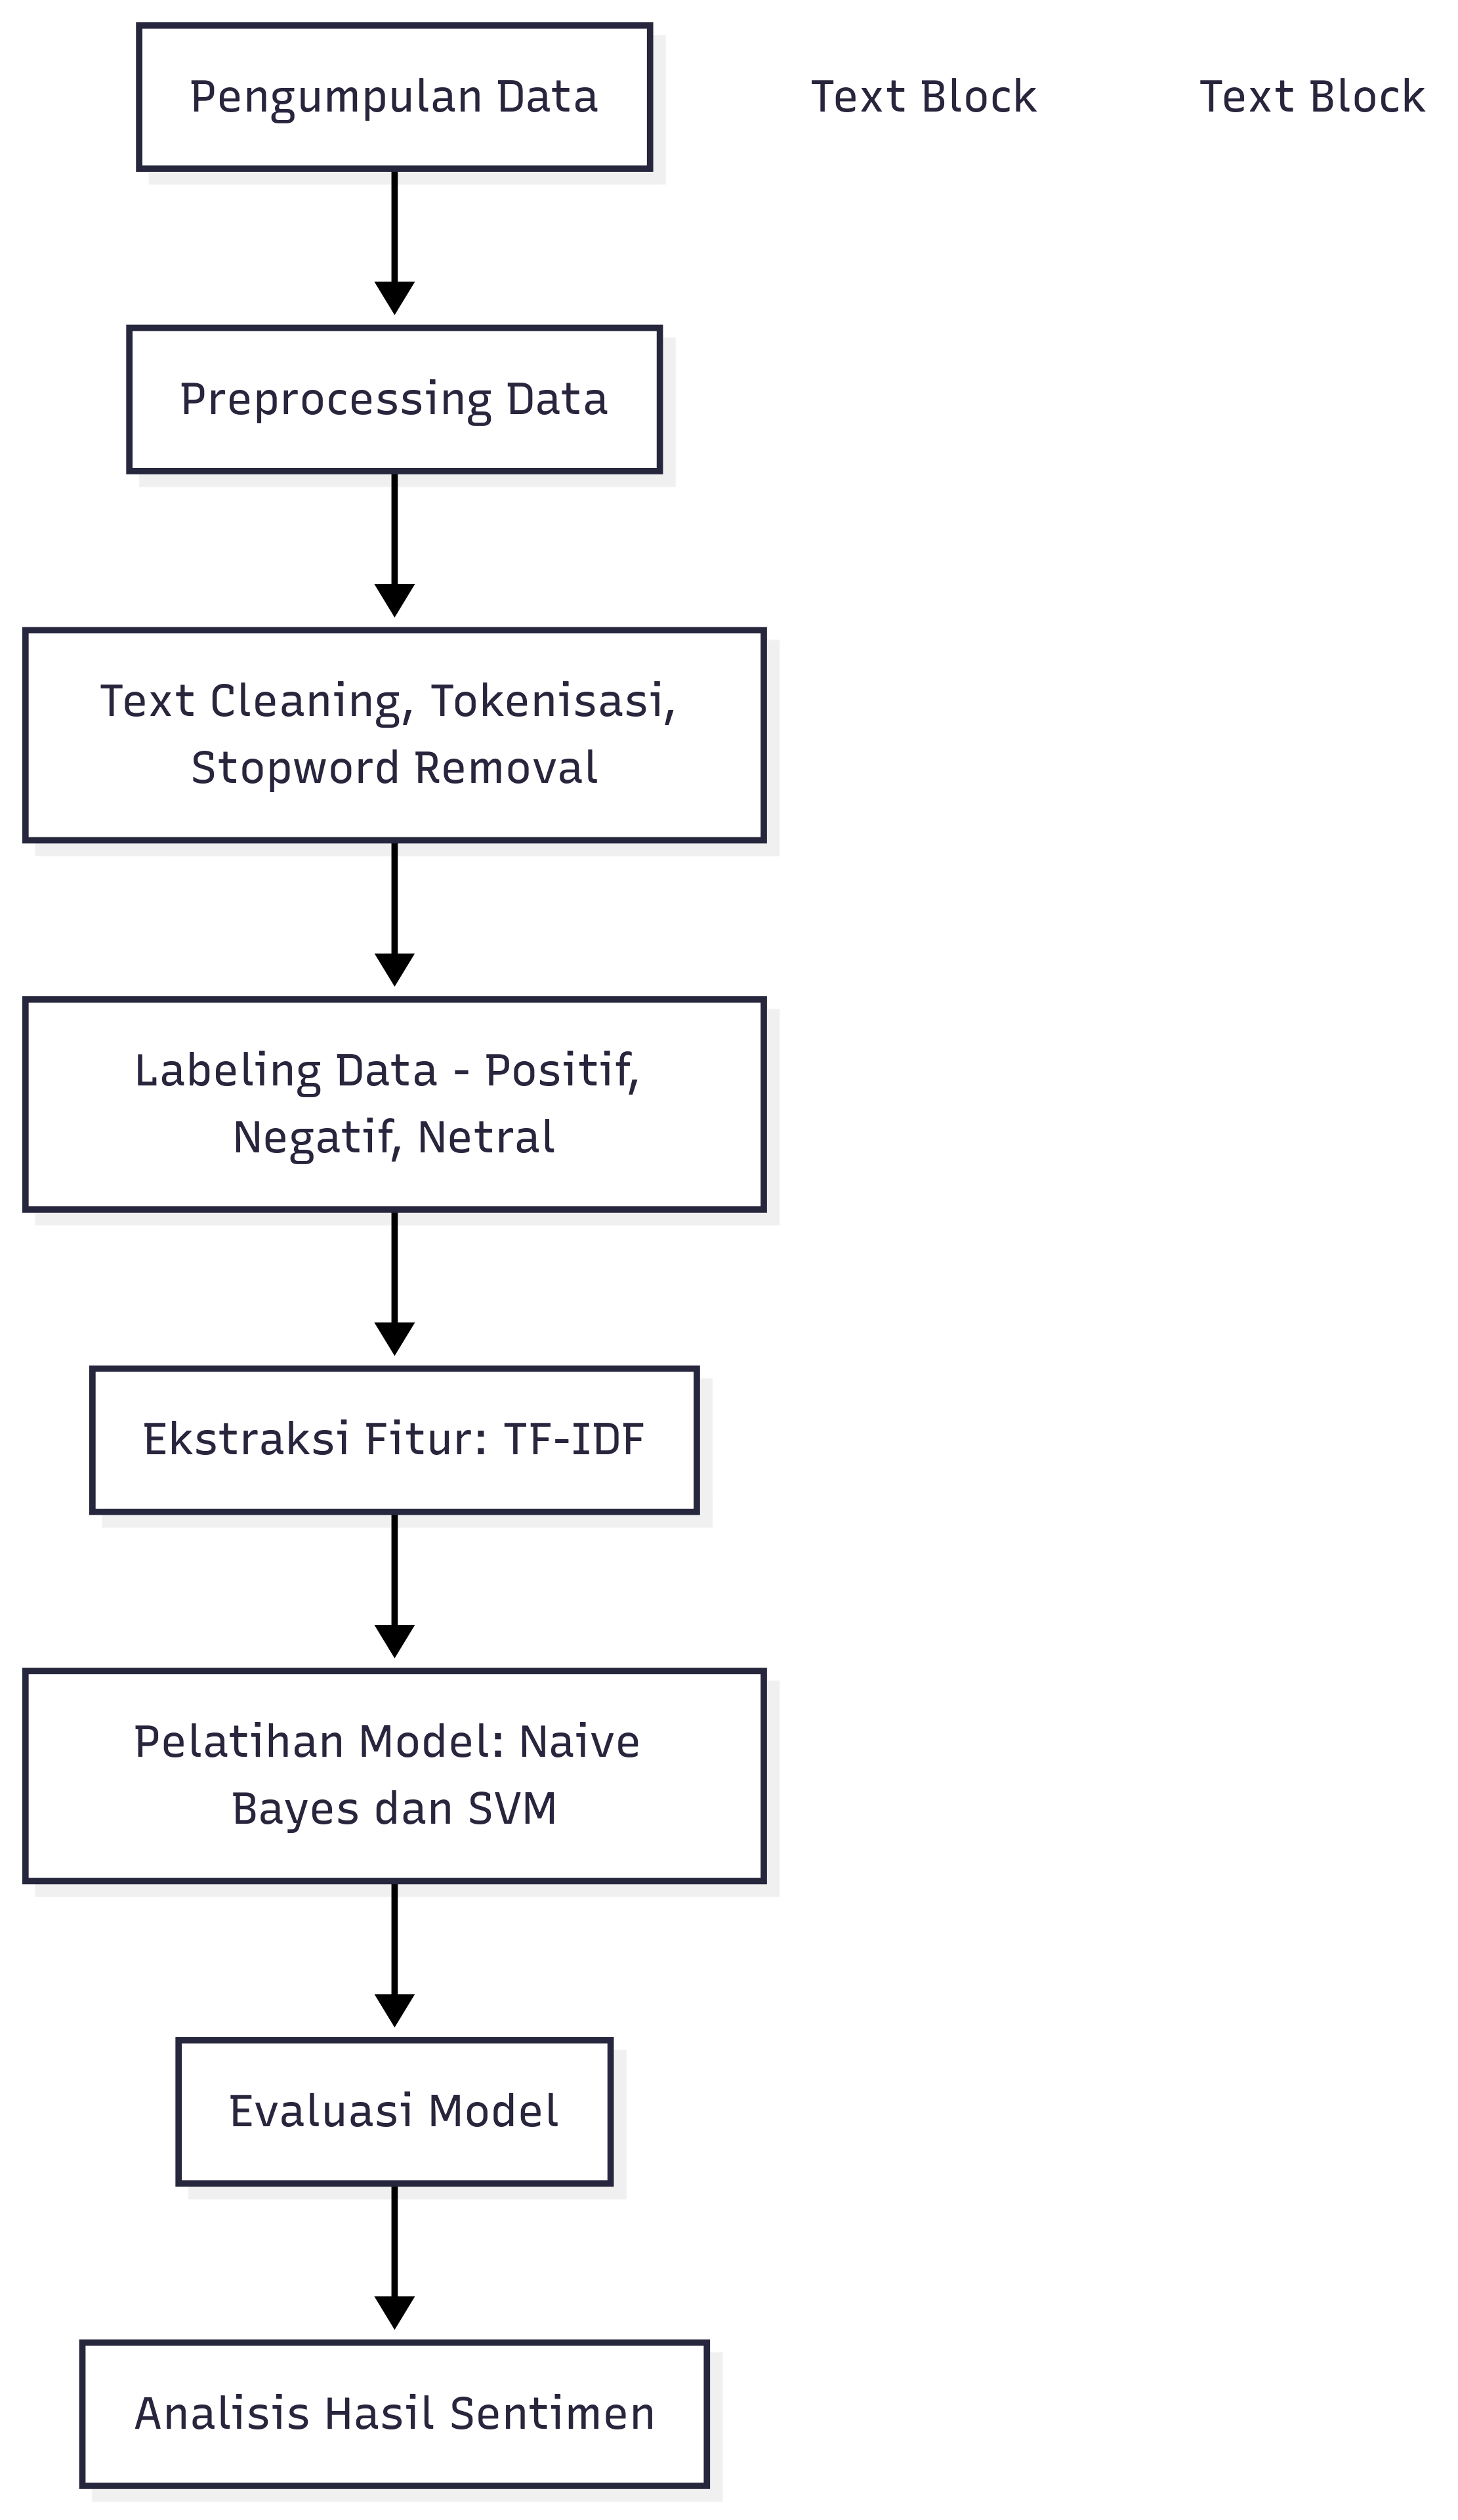 Pengumpulan Data
Text Block
Text Block
Preprocessing Data
Text Cleaning, Tokenisasi,
Stopword Removal
Labeling Data - Positif,
Negatif, Netral
Ekstraksi Fitur: TF-IDF
Pelatihan Model: Naive
Bayes dan SVM
Evaluasi Model
Analisis Hasil Sentimen